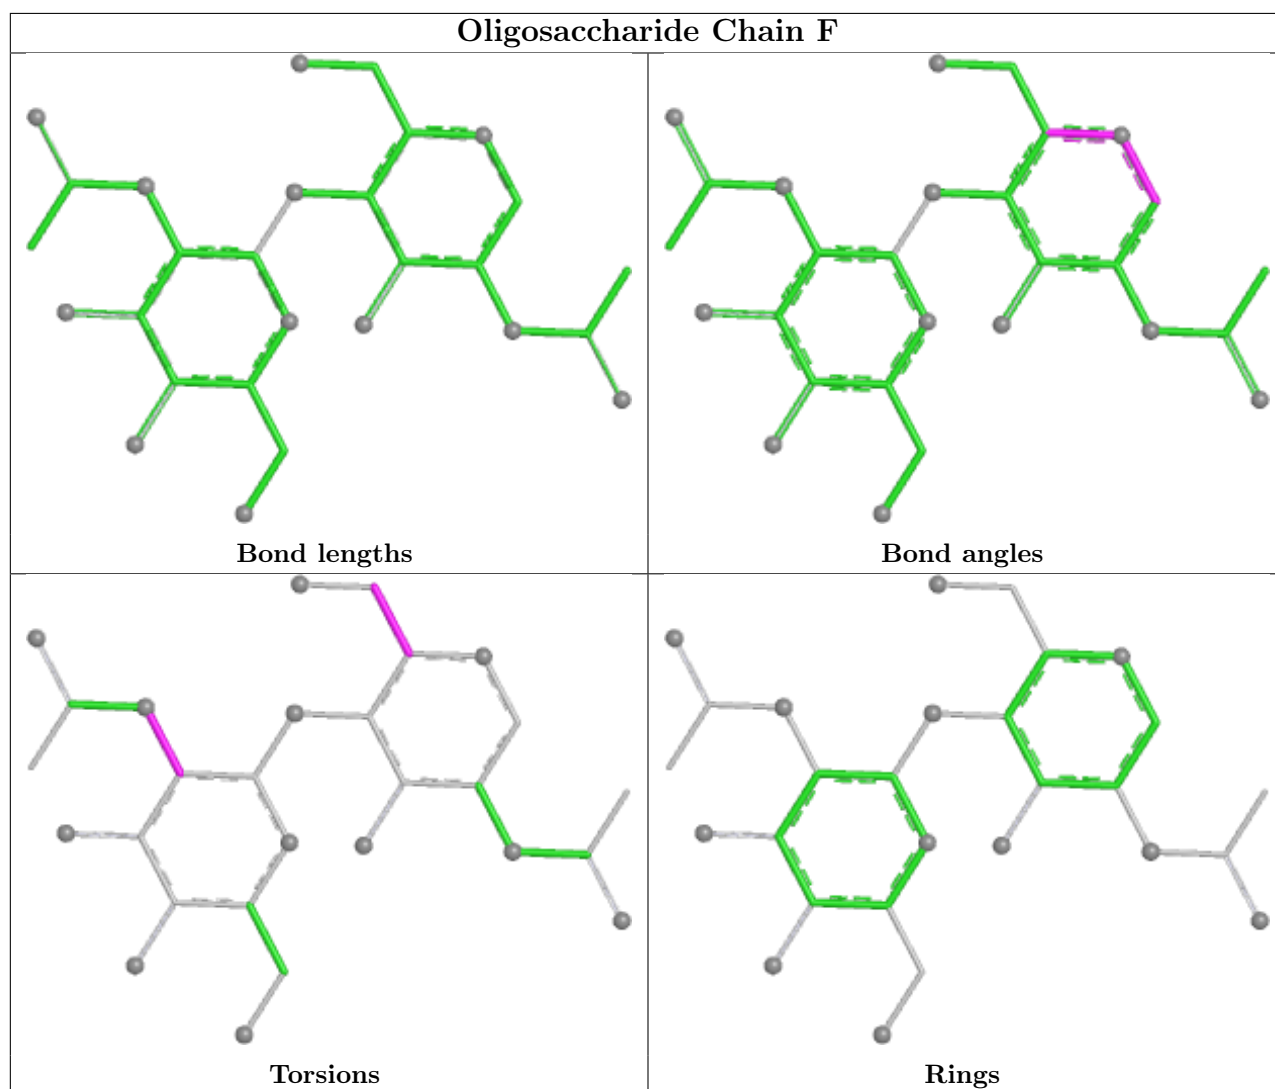 Oligosaccharide Chain F
Bond lengths
Bond angles
Torsions
Rings